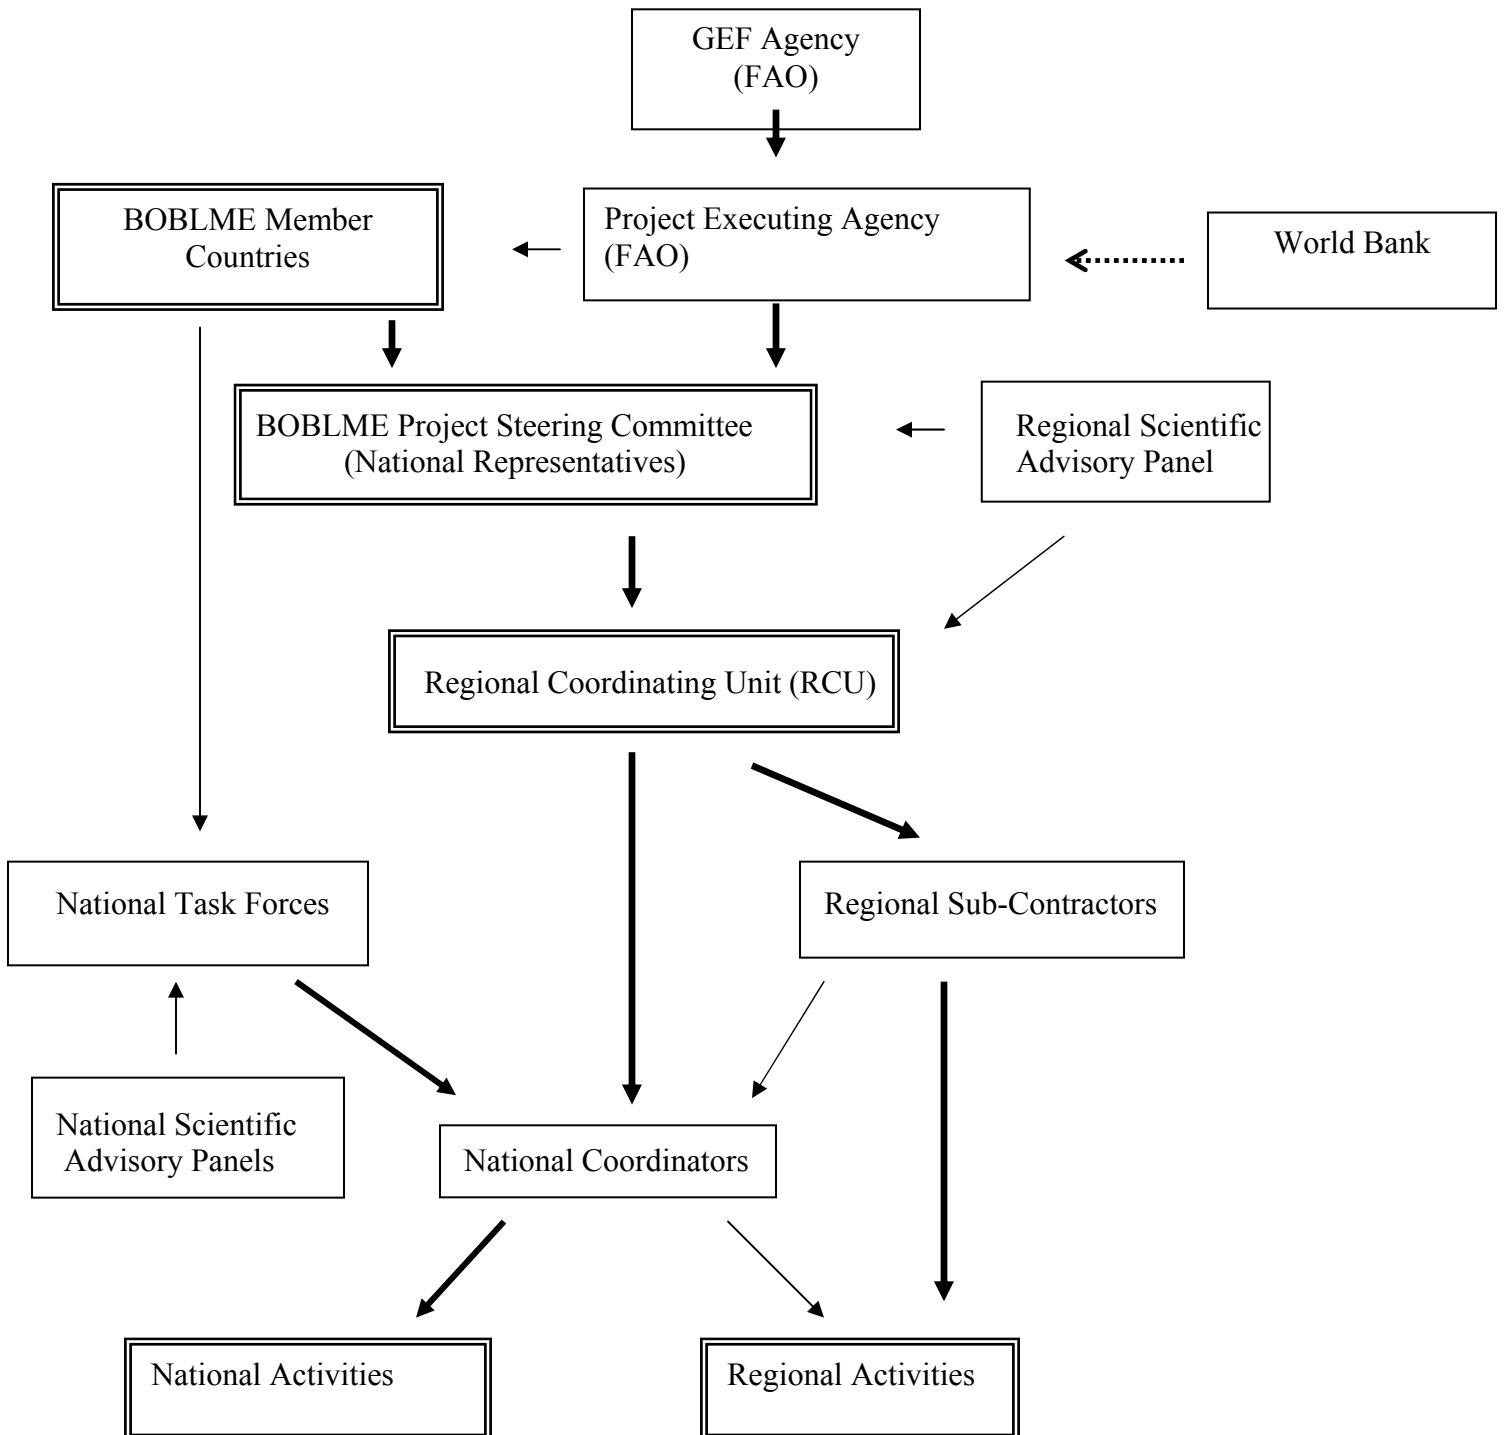 GEF Agency
(FAO)
BOBLME Member
Countries
Project Executing Agency
(FAO)
World Bank
BOBLME Project Steering Committee
(National Representatives)
Regional Scientific
Advisory Panel
Regional Coordinating Unit (RCU)
National Task Forces
Regional Sub-Contractors
National Scientific
Advisory Panels
National Coordinators
National Activities
Regional Activities